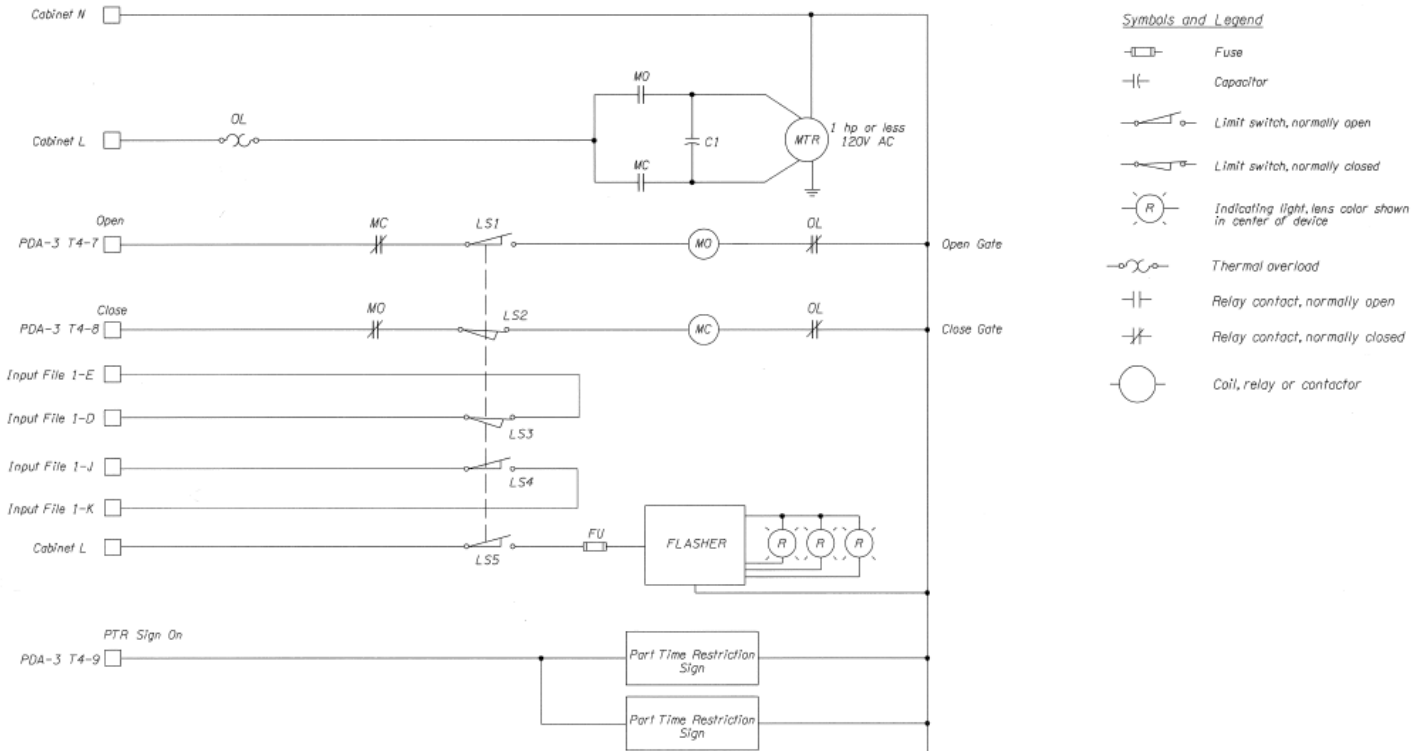 Cabinet N
Symbols and Legend
Fuse
Capacitor
Limit switch, normally open
Limit switch, normally closed
R
Indicating light, lens color shown
in center of device
Thermal overload
Relay contact, normally open
Relay contact, normally closed
Coil, relay or contactor
MO
OL
Cabinet L
C1
MTR
1 hp or less
120V AC
MC
Open
PDA-3 T4-7
MC
LS1
MO
OL
Open Gate
Close
PDA-3 T4-8
MO
LS2
MC
OL
Close Gate
Input File 1-E
Input File 1-D
LS3
Input File 1-J
LS4
Input File 1-K
Cabinet L
LS5
FU
FLASHER
R
R
R
PTR Sign On
PDA-3 T4-9
Part Time Restriction
Sign
Part Time Restriction
Sign